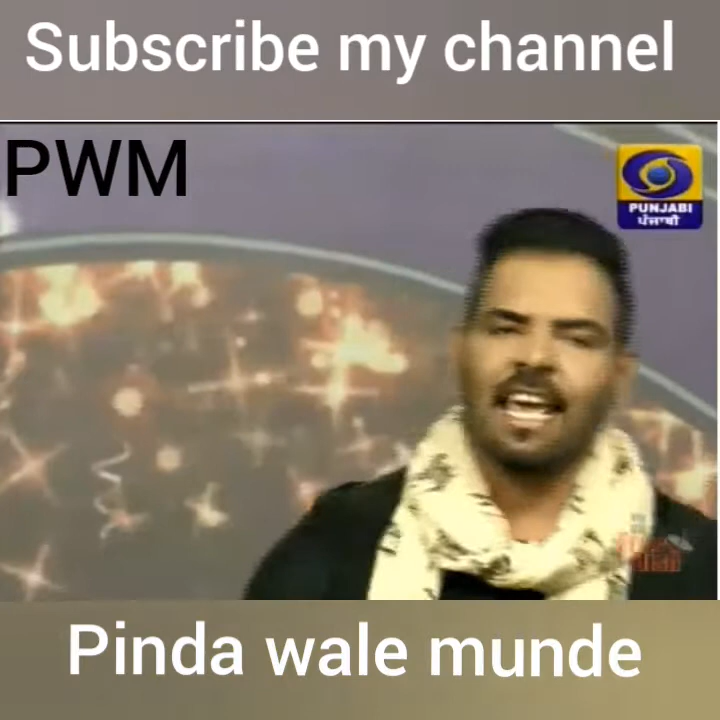 Subscribe my channel
PWM
PUNJABI
ਪੰਜਾਬੀ
Pinda wale munde